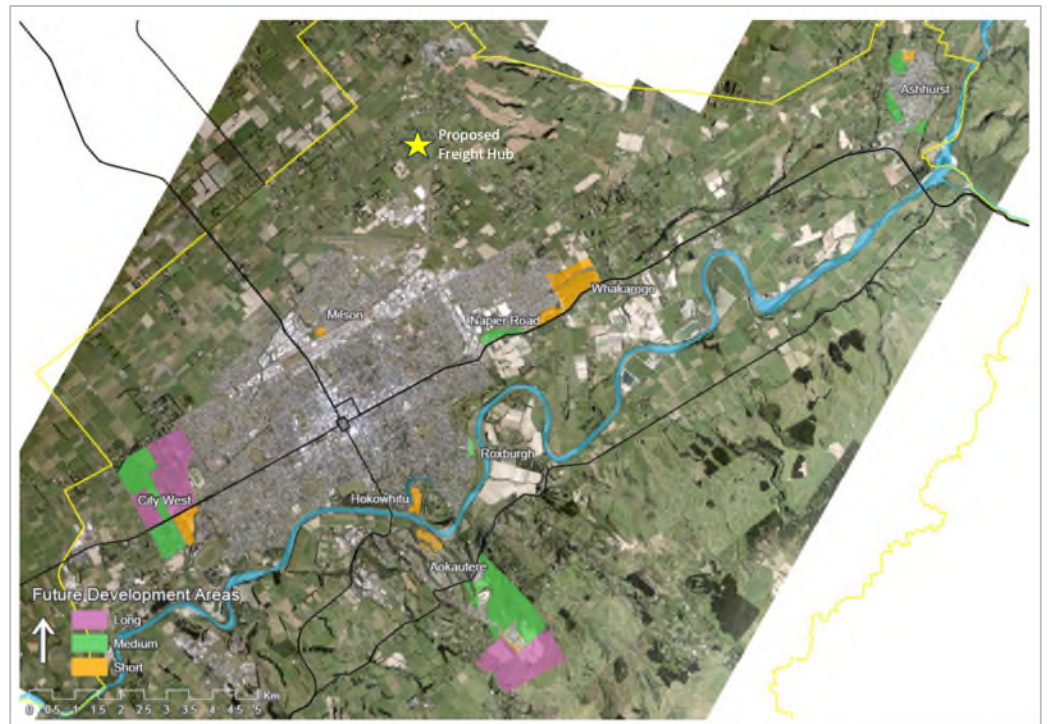 Ashhurst
Proposed
Freight Hub
Whakarongo
Milson
Napier Road
Roxburgh
City West
Hokowhitu
Aokautere
Future Development Areas
Long
Medium
Short
Km
0 0.5 1 1.5 2 2.5 3 3.5 4 4.5 5